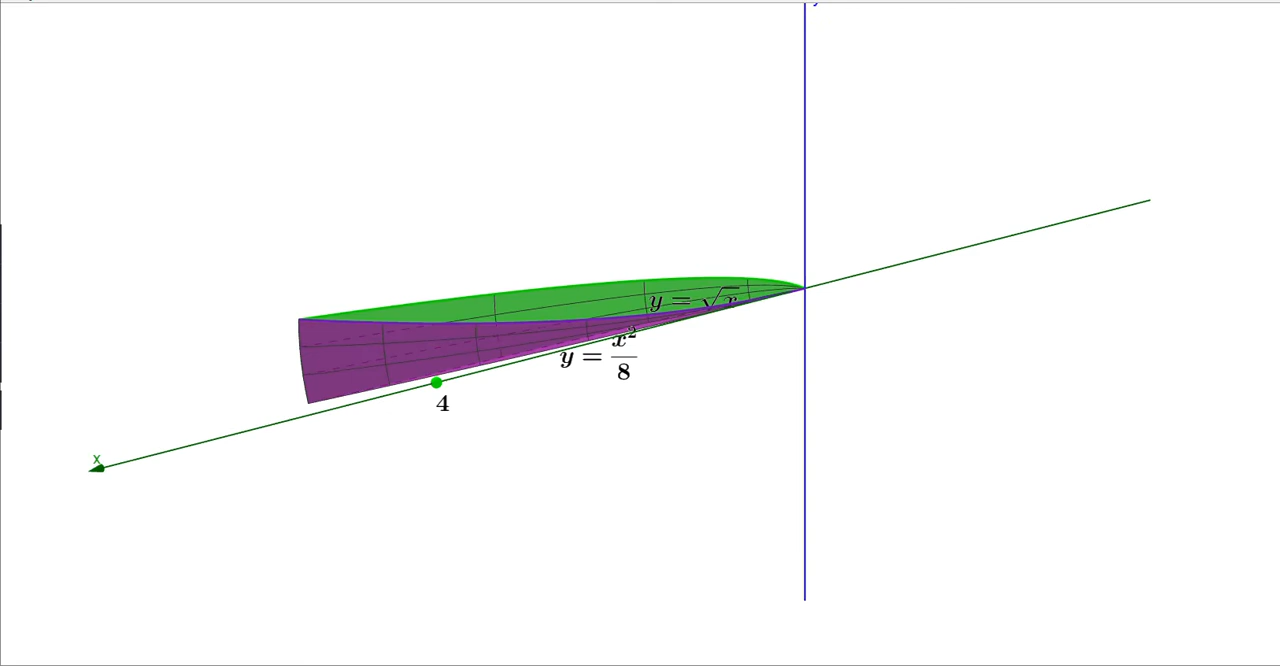 y = √x
y = x²/8
4
x